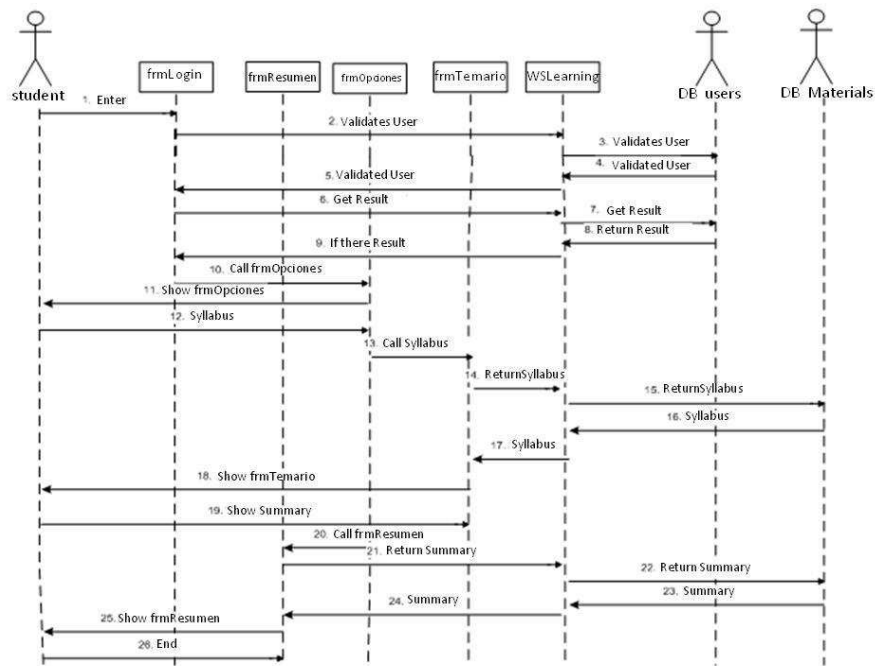 frmLogin
frmResumen
frmOpciones
frmTemario
WSLearning
student
DB users
DB Materials
1. Enter
2. Validates User
3. Validates User
4. Validated User
5. Validated User
6. Get Result
7. Get Result
8. Return Result
9. If there Result
10. Call frmOpciones
11. Show frmOpciones
12. Syllabus
13. Call Syllabus
14. ReturnSyllabus
15. ReturnSyllabus
16. Syllabus
17. Syllabus
18. Show frmTemario
19. Show Summary
20. Call frmResumen
21. Return Summary
22. Return Summary
23. Summary
24. Summary
25. Show frmResumen
26. End